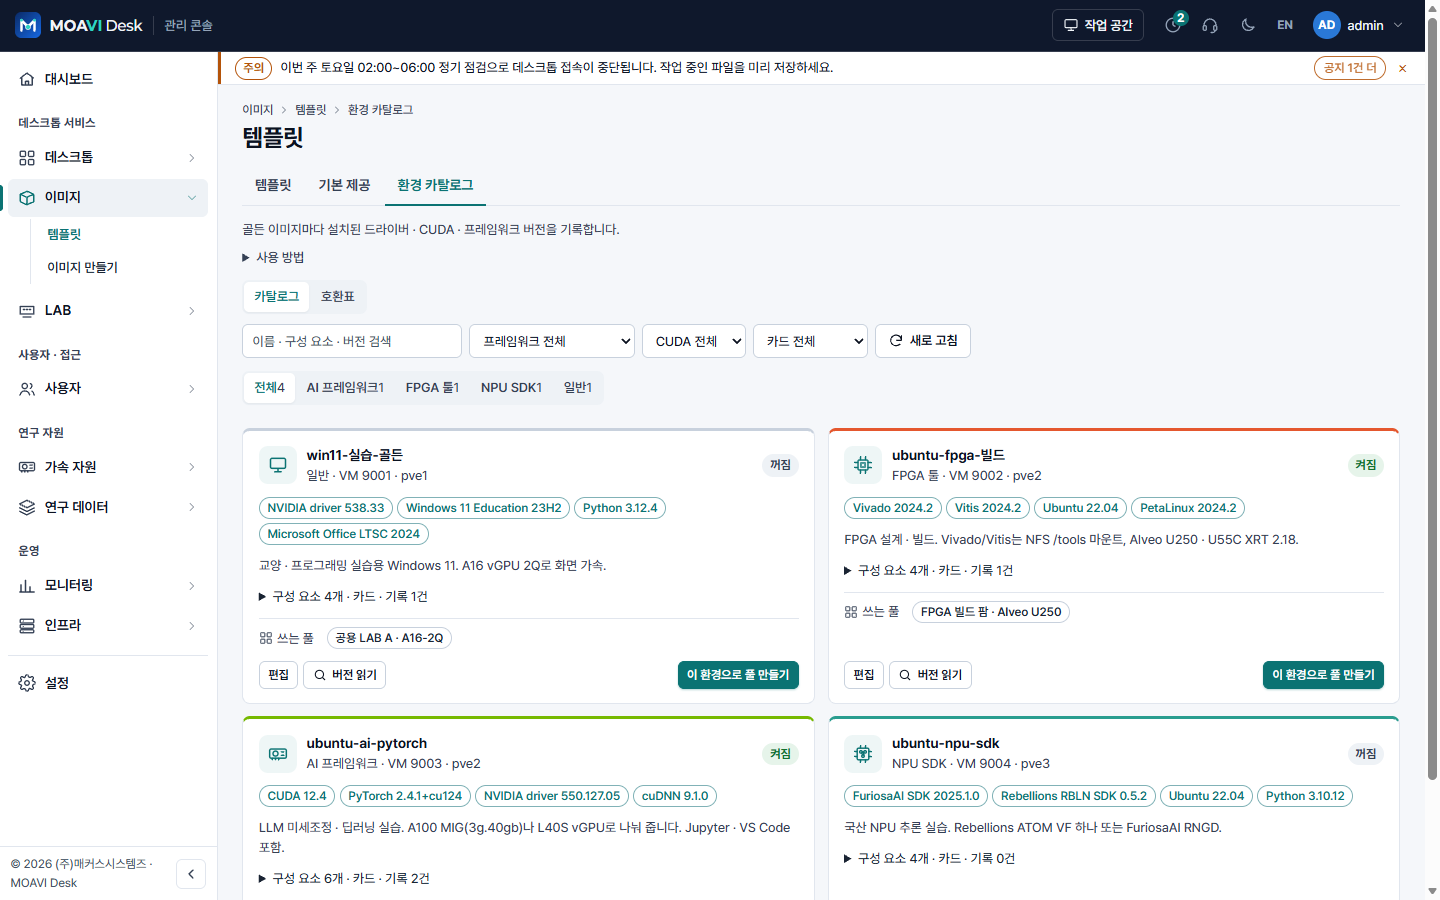 MOAVI Desk 관리 콘솔
작업 공간
2
EN
AD admin
대시보드
데스크톱 서비스
데스크톱
이미지
템플릿
이미지 만들기
LAB
사용자 · 접근
사용자
연구 자원
가속 자원
연구 데이터
운영
모니터링
인프라
설정
© 2026 (주)매커스시스템즈 ·
MOAVI Desk
주의 이번 주 토요일 02:00~06:00 정기 점검으로 데스크톱 접속이 중단됩니다. 작업 중인 파일을 미리 저장하세요.
공지 1건 더 ×
이미지 > 템플릿 > 환경 카탈로그
템플릿
템플릿 기본 제공 환경 카탈로그
골든 이미지마다 설치된 드라이버 · CUDA · 프레임워크 버전을 기록합니다.
▶ 사용 방법
카탈로그 호환표
이름 · 구성 요소 · 버전 검색 프레임워크 전체 CUDA 전체 카드 전체 새로 고침
전체4 AI 프레임워크1 FPGA 툴1 NPU SDK1 일반1
win11-실습-골든
일반 · VM 9001 · pve1
꺼짐
NVIDIA driver 538.33 Windows 11 Education 23H2 Python 3.12.4
Microsoft Office LTSC 2024
교양 · 프로그래밍 실습용 Windows 11. A16 vGPU 2Q로 화면 가속.
▶ 구성 요소 4개 · 카드 · 기록 1건
쓰는 풀 공용 LAB A · A16-2Q
편집 버전 읽기 이 환경으로 풀 만들기
ubuntu-fpga-빌드
FPGA 툴 · VM 9002 · pve2
켜짐
Vivado 2024.2 Vitis 2024.2 Ubuntu 22.04 PetaLinux 2024.2
FPGA 설계 · 빌드. Vivado/Vitis는 NFS /tools 마운트, Alveo U250 · U55C XRT 2.18.
▶ 구성 요소 4개 · 카드 · 기록 1건
쓰는 풀 FPGA 빌드 팜 · Alveo U250
편집 버전 읽기 이 환경으로 풀 만들기
ubuntu-ai-pytorch
AI 프레임워크 · VM 9003 · pve2
켜짐
CUDA 12.4 PyTorch 2.4.1+cu124 NVIDIA driver 550.127.05 cuDNN 9.1.0
LLM 미세조정 · 딥러닝 실습. A100 MIG(3g.40gb)나 L40S vGPU로 나눠 줍니다. Jupyter · VS Code
포함.
▶ 구성 요소 6개 · 카드 · 기록 2건
ubuntu-npu-sdk
NPU SDK · VM 9004 · pve3
꺼짐
FuriosaAI SDK 2025.1.0 Rebellions RBLN SDK 0.5.2 Ubuntu 22.04 Python 3.10.12
국산 NPU 추론 실습. Rebellions ATOM VF 하나 또는 FuriosaAI RNGD.
▶ 구성 요소 4개 · 카드 · 기록 0건